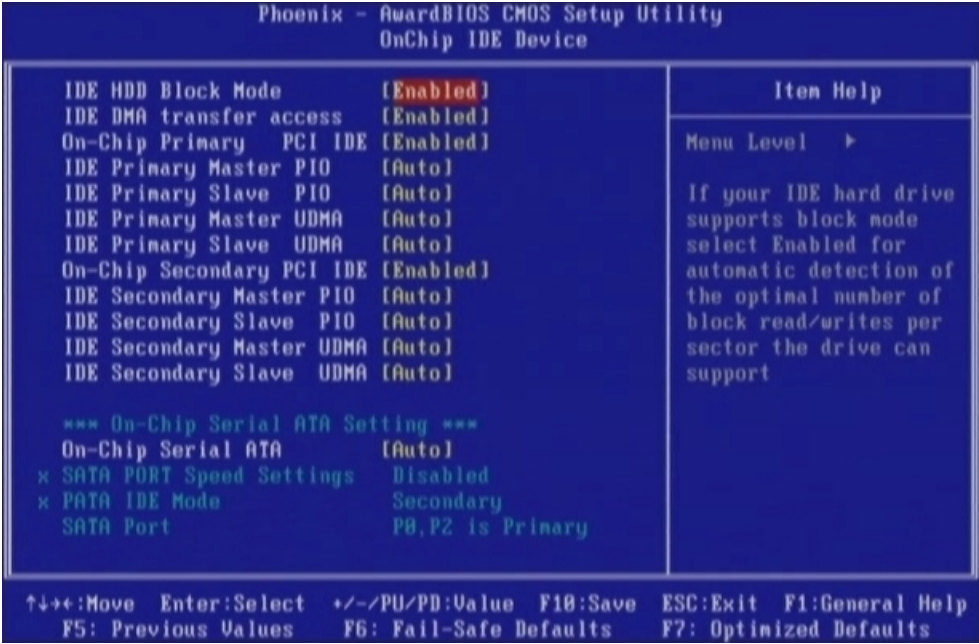 Phoenix - AwardBIOS CMOS Setup Utility
OnChip IDE Device
IDE HDD Block Mode [Enabled]
IDE DMA transfer access [Enabled]
On-Chip Primary PCI IDE [Enabled]
IDE Primary Master PIO [Auto]
IDE Primary Slave PIO [Auto]
IDE Primary Master UDMA [Auto]
IDE Primary Slave UDMA [Auto]
On-Chip Secondary PCI IDE [Enabled]
IDE Secondary Master PIO [Auto]
IDE Secondary Slave PIO [Auto]
IDE Secondary Master UDMA [Auto]
IDE Secondary Slave UDMA [Auto]
*** On-Chip Serial ATA Setting ***
On-Chip Serial ATA [Auto]
x SATA PORT Speed Settings Disabled
x PATA IDE Mode Secondary
SATA Port P0,P2 is Primary
Item Help
Menu Level ►
If your IDE hard drive
supports block mode
select Enabled for
automatic detection of
the optimal number of
block read/writes per
sector the drive can
support
↑↓→←:Move Enter:Select +/-/PU/PD:Value F10:Save ESC:Exit F1:General Help
F5: Previous Values F6: Fail-Safe Defaults F7: Optimized Defaults